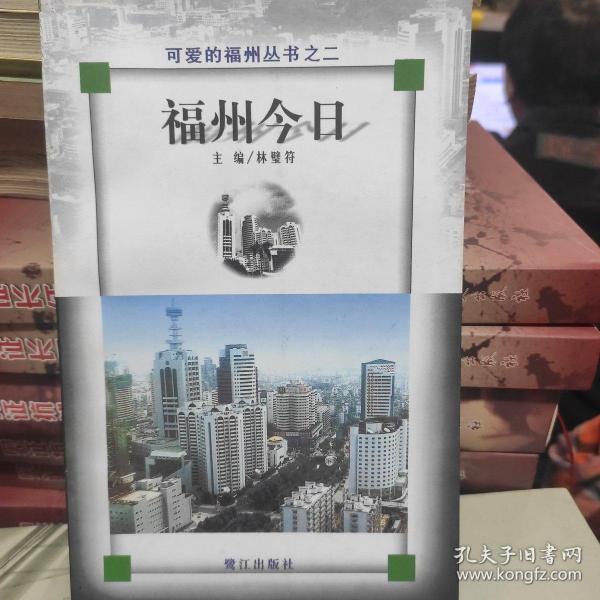 可爱的福州丛书之二
福州今日
主 编/林璧符
鹭江出版社
孔夫子旧书网
www.kongfz.com